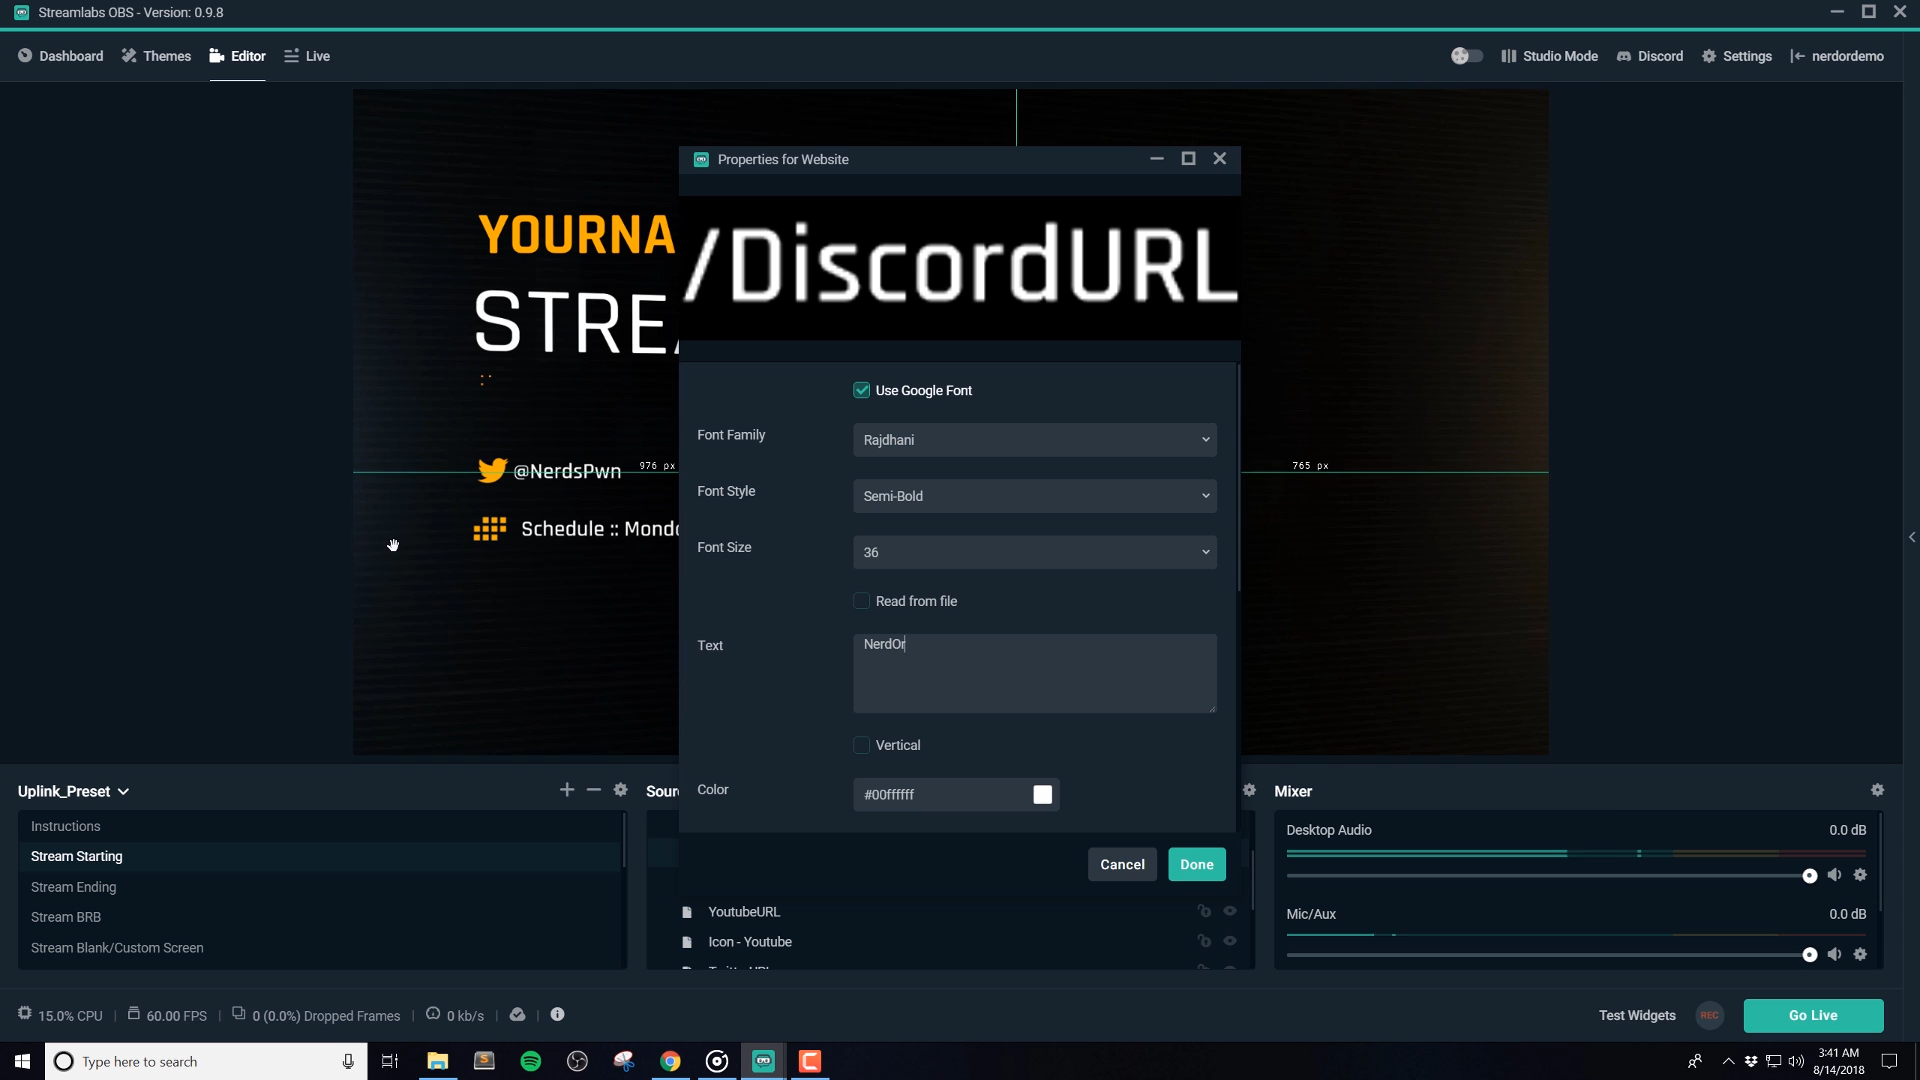 Streamlabs OBS - Version: 0.9.8
Dashboard
Themes
Editor
Live
Studio Mode
Discord
Settings
nerdordemo
Properties for Website
/DiscordURL
YOURNA
STREA
@NerdsPwn
976 px
765 px
Schedule :: Monda
Use Google Font
Font Family
Rajdhani
Font Style
Semi-Bold
Font Size
36
Read from file
Text
NerdOr
Vertical
Color
#00ffffff
Cancel
Done
Uplink_Preset
Instructions
Stream Starting
Stream Ending
Stream BRB
Stream Blank/Custom Screen
Sour
YoutubeURL
Icon - Youtube
Mixer
Desktop Audio
0.0 dB
Mic/Aux
0.0 dB
15.0% CPU
60.00 FPS
0 (0.0%) Dropped Frames
0 kb/s
Test Widgets
REC
Go Live
Type here to search
3:41 AM
8/14/2018